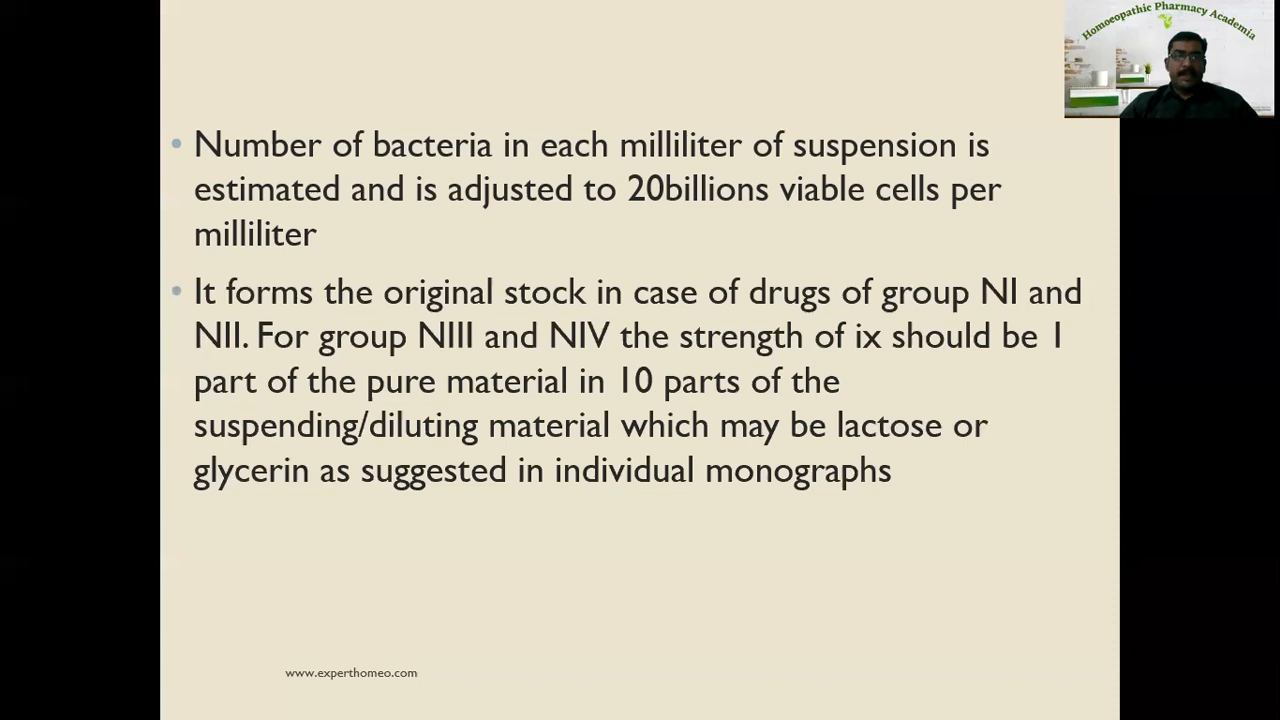 Homoeopathic Pharmacy Academia
Number of bacteria in each milliliter of suspension is
estimated and is adjusted to 20billions viable cells per
milliliter
It forms the original stock in case of drugs of group NI and
NII. For group NIII and NIV the strength of ix should be 1
part of the pure material in 10 parts of the
suspending/diluting material which may be lactose or
glycerin as suggested in individual monographs
www.experthomeo.com